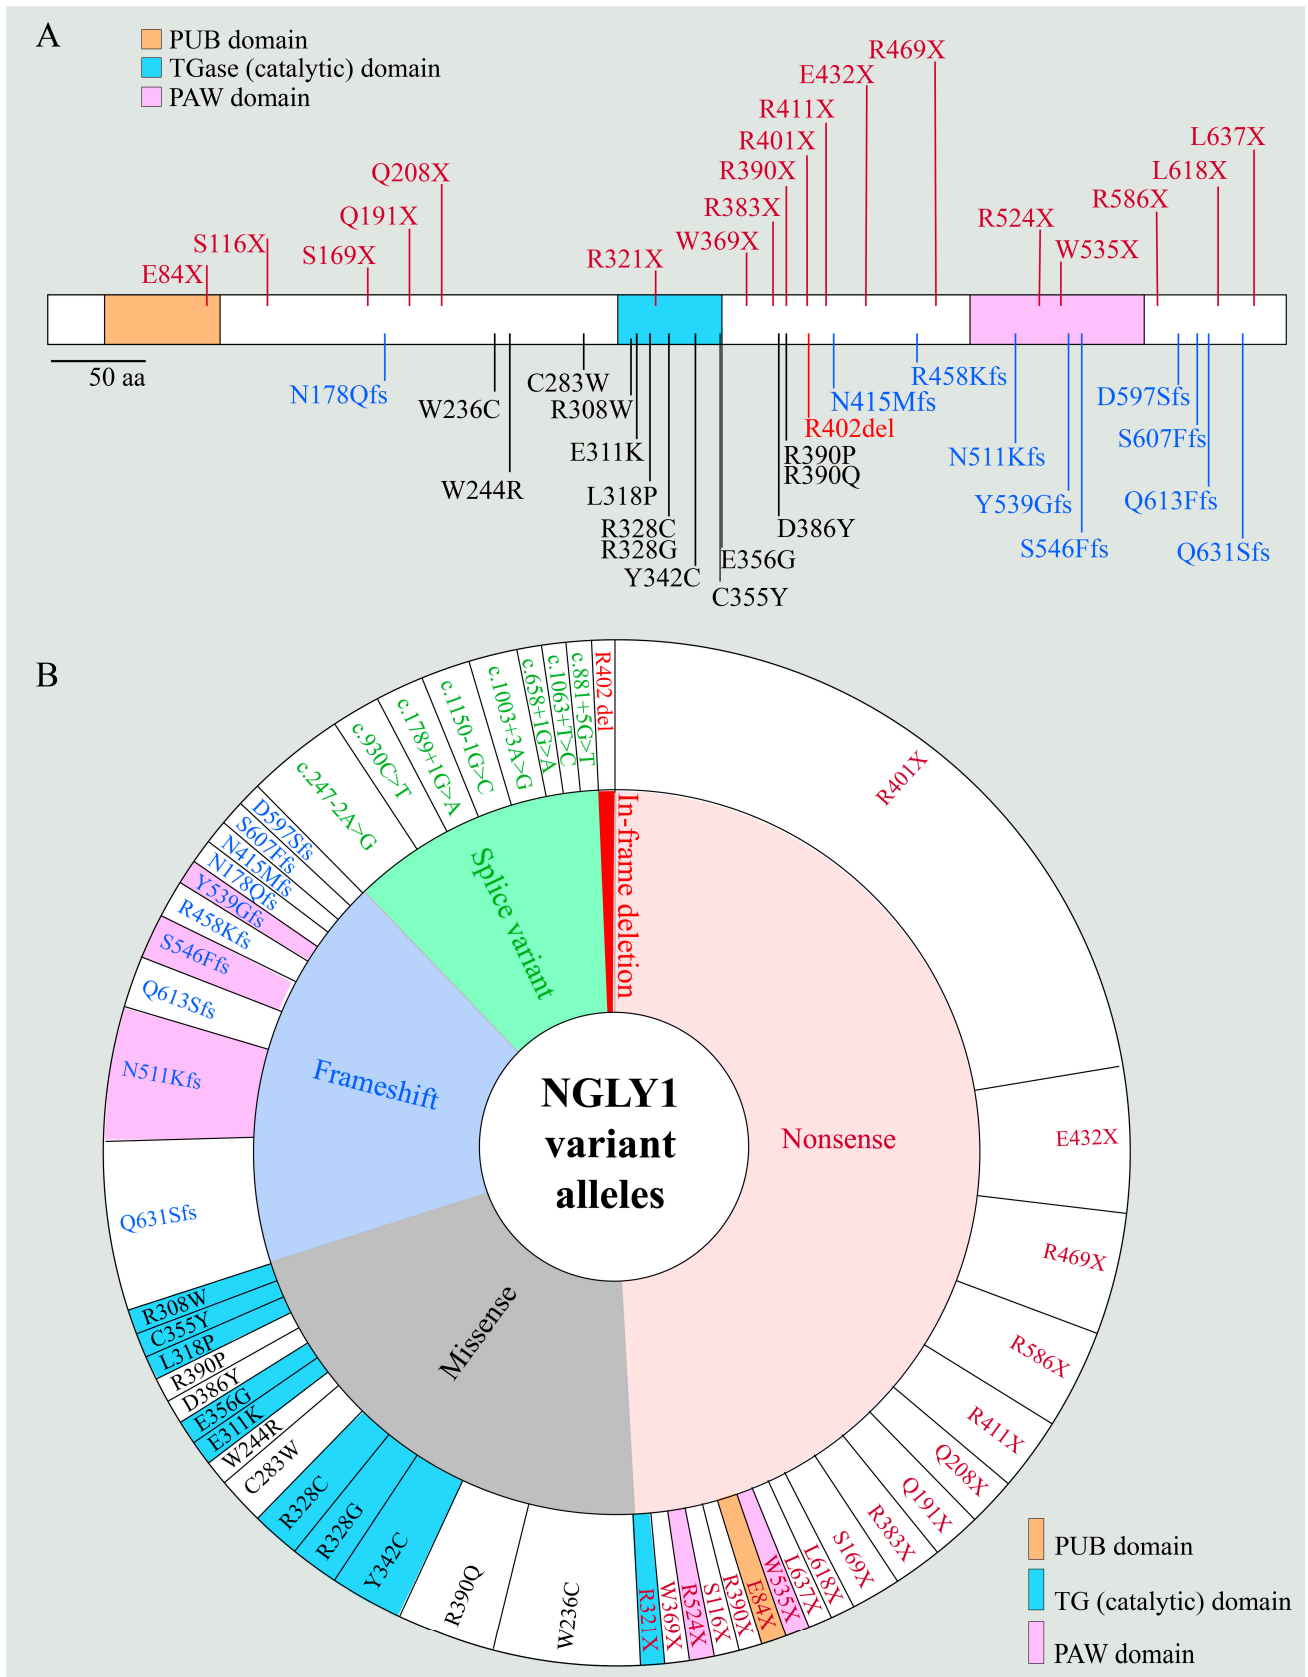 A
PUB domain
TGase (catalytic) domain
PAW domain
R469X
E432X
R411X
R401X
R390X
R383X
W369X
R321X
Q208X
Q191X
S169X
S116X
E84X
L637X
L618X
R586X
R524X
W535X
50 aa
N178Qfs
W236C
W244R
C283W
R308W
E311K
L318P
R328C
R328G
Y342C
E356G
C355Y
D386Y
R390P
R390Q
R402del
N415Mfs
R458Kfs
N511Kfs
Y539Gfs
S546Ffs
D597Sfs
S607Ffs
Q613Ffs
Q631Sfs
B
NGLY1
variant
alleles
Nonsense
Missense
Frameshift
Splice variant
In-frame deletion
R401X
E432X
R469X
R586X
R411X
Q208X
Q191X
R383X
S169X
L618X
L637X
W535X
E84X
R390X
S116X
R524X
W369X
R321X
W236C
R390Q
Y342C
R328G
R328C
C283W
W244R
E311K
E356G
D386Y
R390P
L318P
C355Y
R308W
Q631Sfs
N511Kfs
Q613Sfs
S546Ffs
R458Kfs
Y539Gfs
N178Qfs
N415Mfs
S607Ffs
D597Sfs
c.247-2A>G
c.930C>T
c.1789+1G>A
c.1150-1G>C
c.1003+3A>G
c.658+1G>A
c.1063+T>C
c.881+5G>T
R402 del
PUB domain
TG (catalytic) domain
PAW domain